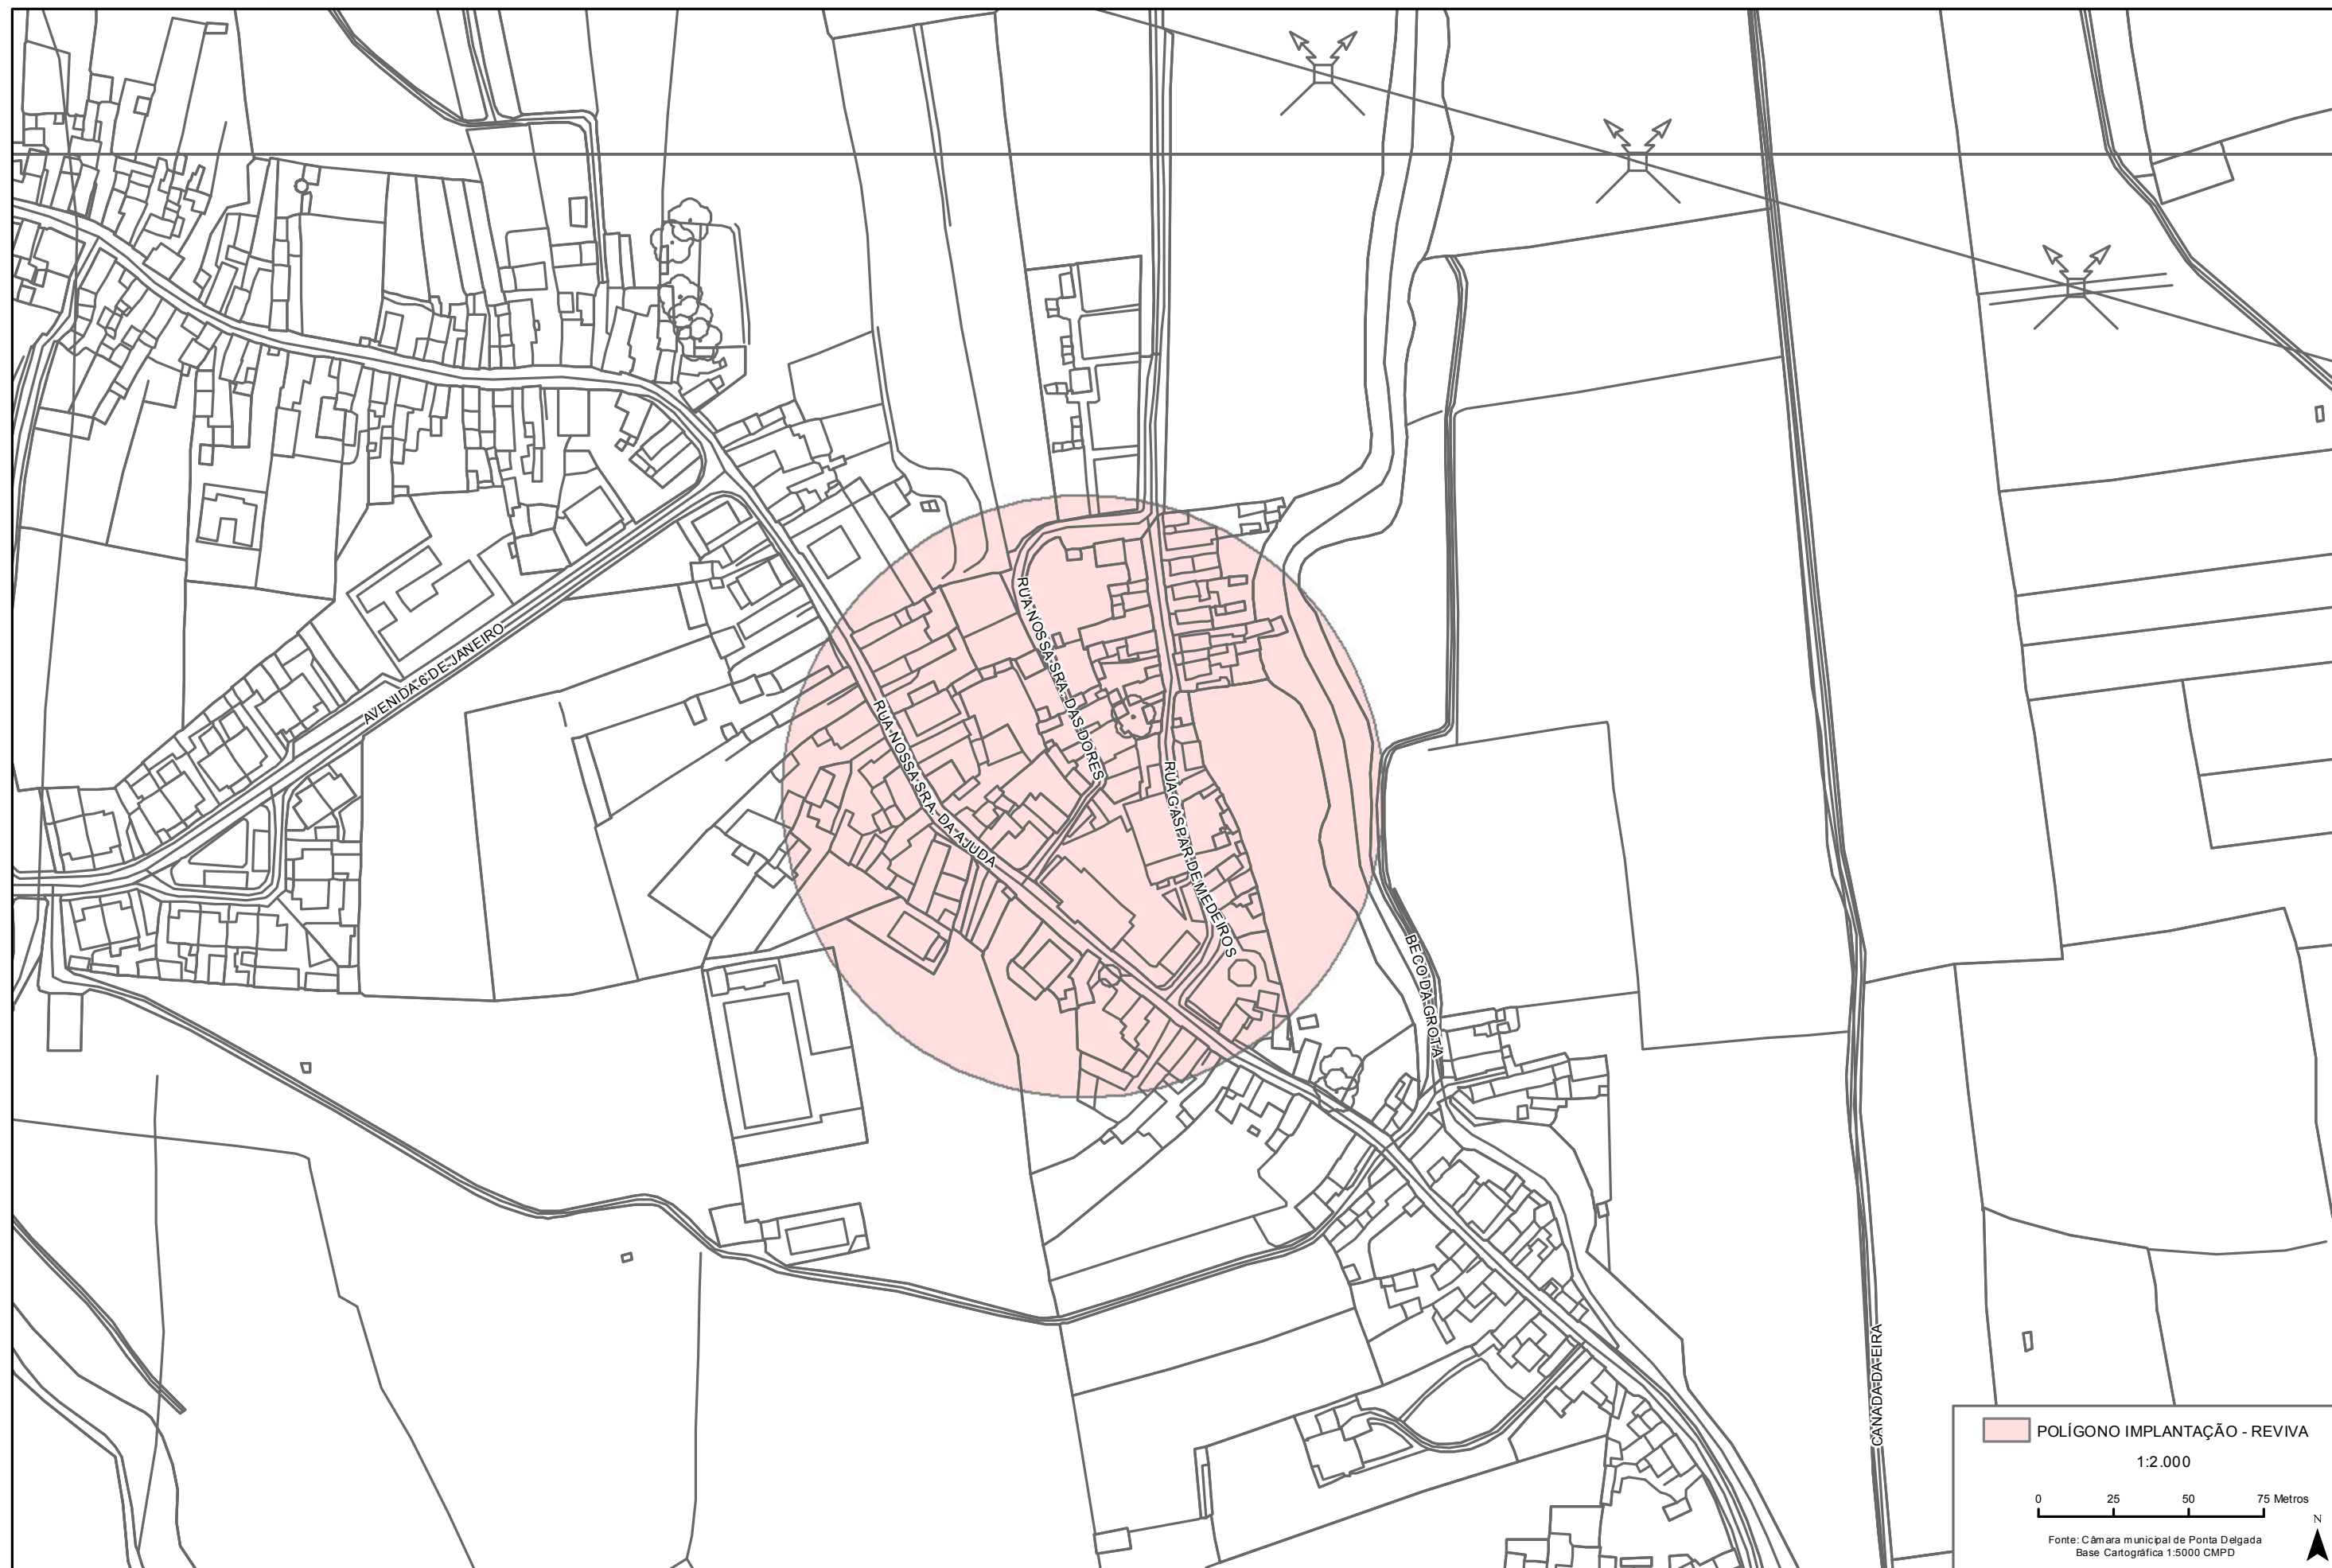 RUA NOSSA SRA. DAS DORES
AVENIDA 6 DE JANEIRO
RUA NOSSA SRA. DA AJUDA
RUA GASPAR DE MEDEIROS
BECO DA GROTA
CANADA DA EIRA
POLÍGONO IMPLANTAÇÃO - REVIVA
1:2.000
0 25 50 75 Metros
N
Fonte: Câmara municipal de Ponta Delgada
Base Cartográfica 1:5000 CMPD